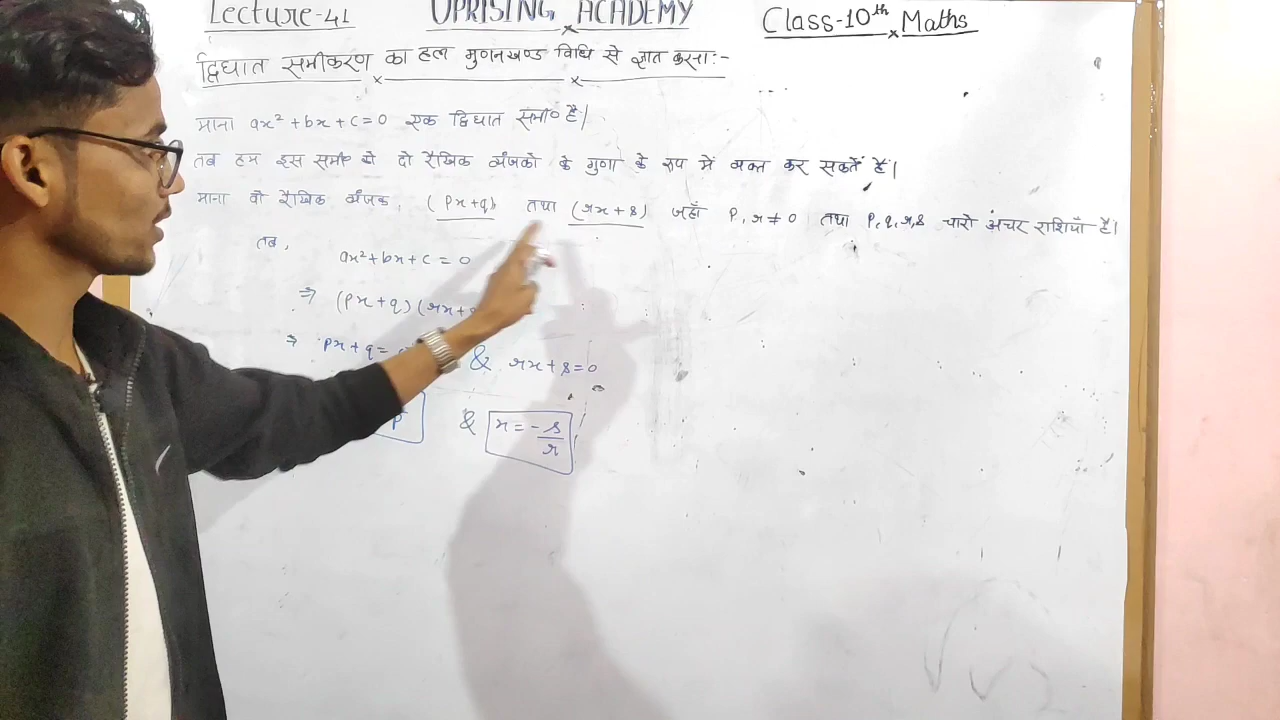 Lecture-41 UPRISING ACADEMY Class-10th Maths
द्विघात समीकरण का हल गुणनखण्ड विधि से ज्ञात करना:-
माना ax² + bx + c = 0 एक द्विघात समी० है।
तब हम इस समी० को दो रैखिक व्यंजको के गुणा के रूप में व्यक्त कर सकतें हैं।
माना वो रैखिक व्यंजक, (px+q) तथा (rx+s) जहाँ p, r ≠ 0 तथा p, q, r, s चारो अंचर राशियाँ है।
तब, ax² + bx + c = 0
⇒ (px+q) (rx+
⇒ px + q = & rx + s = 0
p & x = -s/r